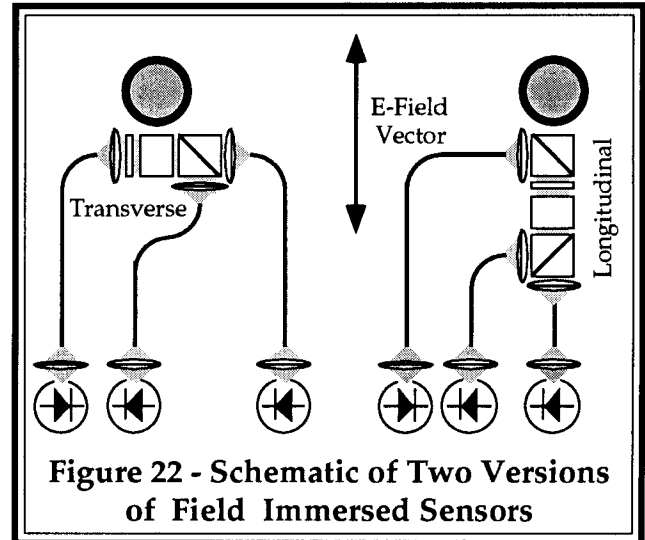 E-Field
Vector
Transverse
Longitudinal
Figure 22 - Schematic of Two Versions
of Field Immersed Sensors